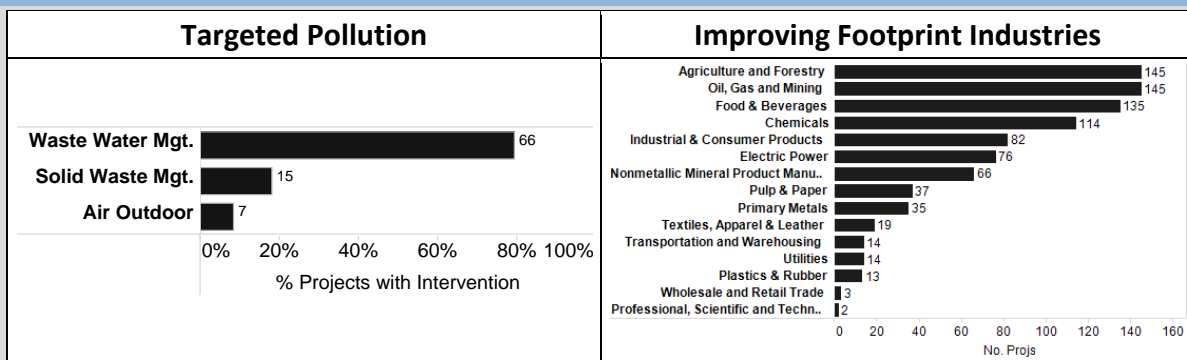 Targeted Pollution
Waste Water Mgt. 66
Solid Waste Mgt. 15
Air Outdoor 7
0% 20% 40% 60% 80% 100%
% Projects with Intervention
Improving Footprint Industries
Agriculture and Forestry 145
Oil, Gas and Mining 145
Food & Beverages 135
Chemicals 114
Industrial & Consumer Products 82
Electric Power 76
Nonmetallic Mineral Product Manu.. 66
Pulp & Paper 37
Primary Metals 35
Textiles, Apparel & Leather 19
Transportation and Warehousing 14
Utilities 14
Plastics & Rubber 13
Wholesale and Retail Trade 3
Professional, Scientific and Techn.. 2
0 20 40 60 80 100 120 140 160
No. Projs